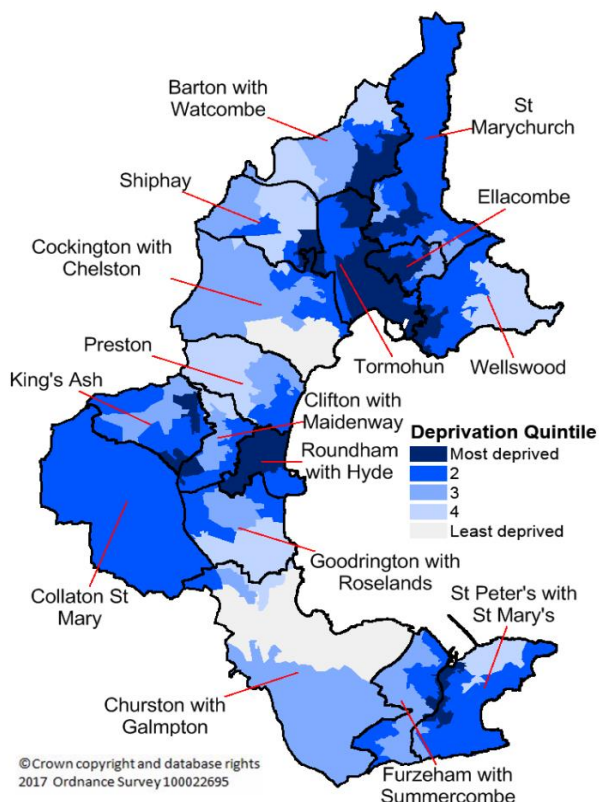 Barton with
Watcombe
St
Marychurch
Shiphay
Ellacombe
Cockington with
Chelston
Preston
Tormohun
Wellswood
King's Ash
Clifton with
Maidenway
Roundham
with Hyde
Deprivation Quintile
Most deprived
2
3
4
Least deprived
Goodrington with
Roselands
Collaton St
Mary
St Peter's with
St Mary's
Churston with
Galmpton
Furzeham with
Summercombe
©Crown copyright and database rights
2017 Ordnance Survey 100022695